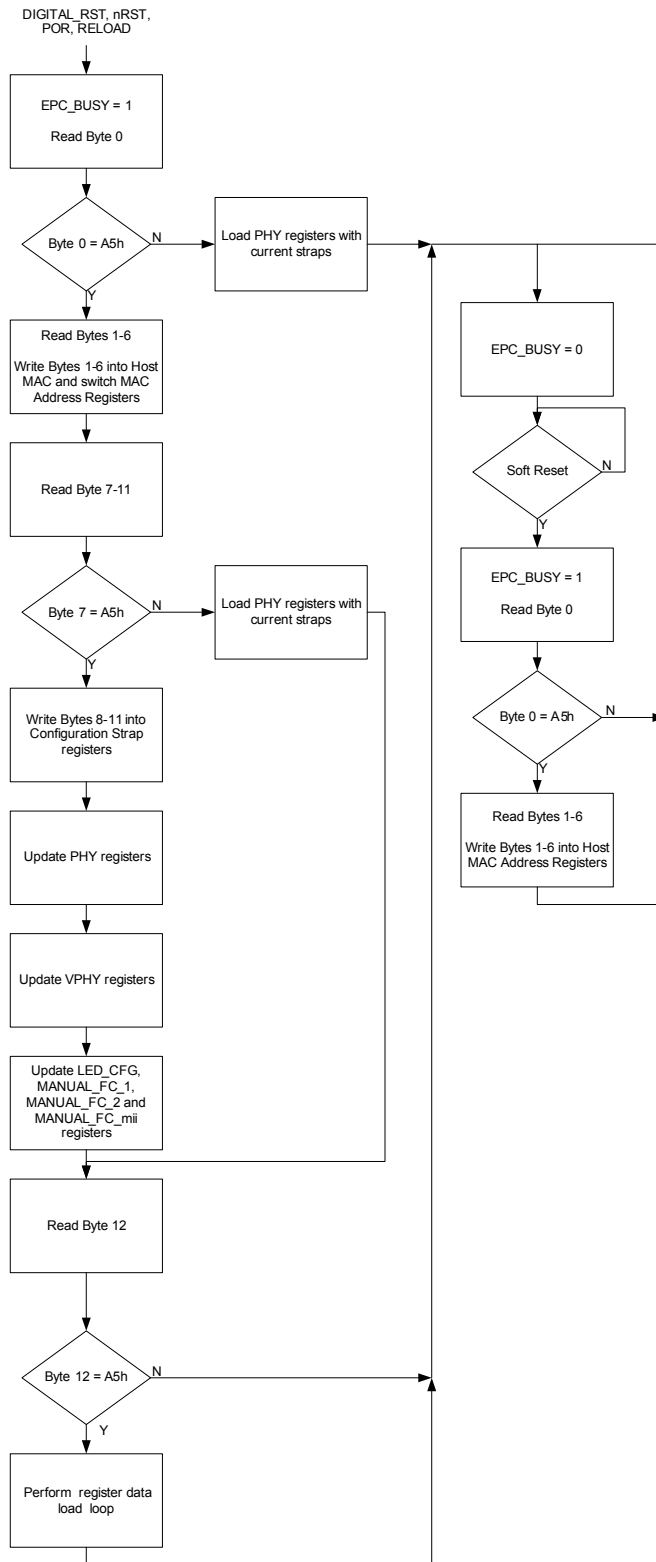 DIGITAL_RST, nRST,
POR, RELOAD
EPC_BUSY = 1
Read Byte 0
Byte 0 = A5h
N
Y
Load PHY registers with
current straps
Read Bytes 1-6
Write Bytes 1-6 into Host
MAC and switch MAC
Address Registers
Read Byte 7-11
Byte 7 = A5h
N
Y
Load PHY registers with
current straps
Write Bytes 8-11 into
Configuration Strap
registers
Update PHY registers
Update VPHY registers
Update LED_CFG,
MANUAL_FC_1,
MANUAL_FC_2 and
MANUAL_FC_mii
registers
Read Byte 12
Byte 12 = A5h
N
Y
Perform register data
load loop
EPC_BUSY = 0
Soft Reset
N
Y
EPC_BUSY = 1
Read Byte 0
Byte 0 = A5h
N
Y
Read Bytes 1-6
Write Bytes 1-6 into Host
MAC Address Registers